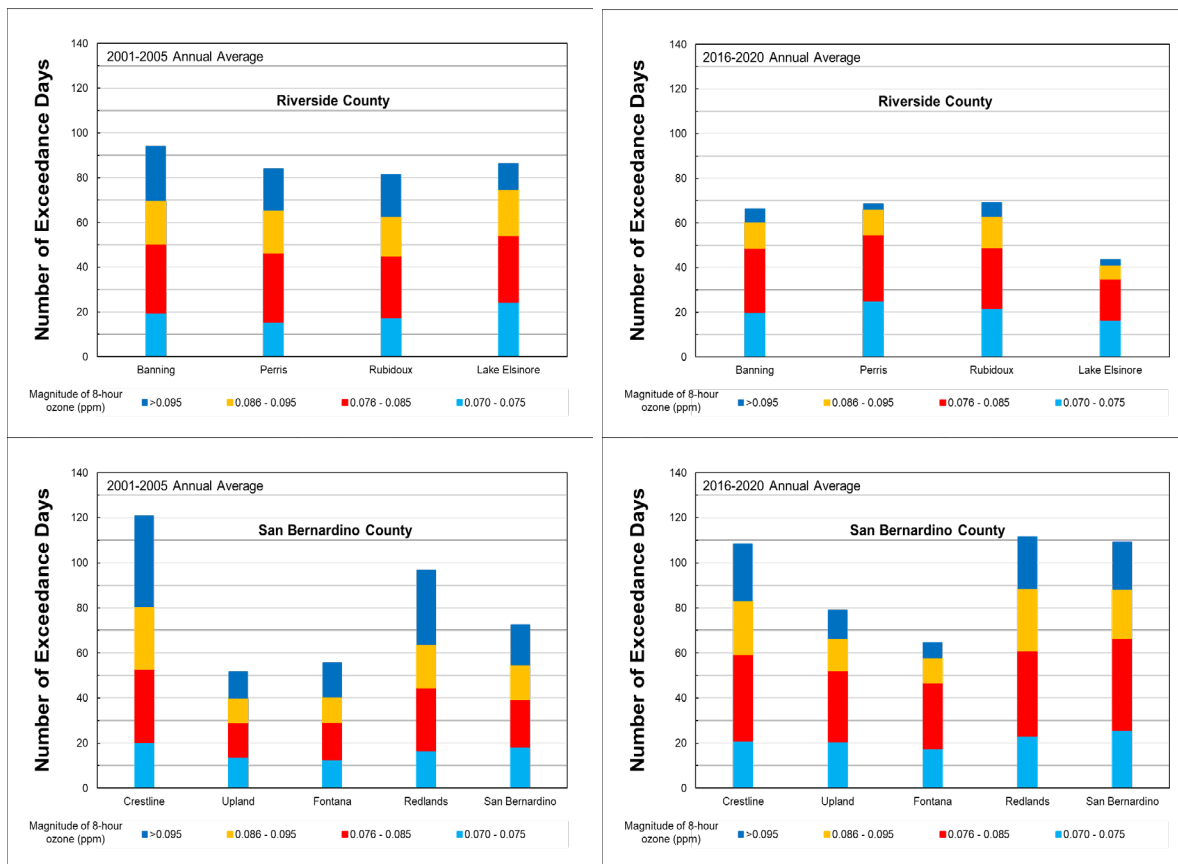 2001-2005 Annual Average
Riverside County
Number of Exceedance Days
140
120
100
80
60
40
20
0
Banning Perris Rubidoux Lake Elsinore
Magnitude of 8-hour
ozone (ppm)
>0.095 0.086 - 0.095 0.076 - 0.085 0.070 - 0.075
2016-2020 Annual Average
Riverside County
Number of Exceedance Days
140
120
100
80
60
40
20
0
Banning Perris Rubidoux Lake Elsinore
Magnitude of 8-hour
ozone (ppm)
>0.095 0.086 - 0.095 0.076 - 0.085 0.070 - 0.075
2001-2005 Annual Average
San Bernardino County
Number of Exceedance Days
140
120
100
80
60
40
20
0
Crestline Upland Fontana Redlands San Bernardino
Magnitude of 8-hour
ozone (ppm)
>0.095 0.086 - 0.095 0.076 - 0.085 0.070 - 0.075
2016-2020 Annual Average
San Bernardino County
Number of Exceedance Days
140
120
100
80
60
40
20
0
Crestline Upland Fontana Redlands San Bernardino
Magnitude of 8-hour
ozone (ppm)
>0.095 0.086 - 0.095 0.076 - 0.085 0.070 - 0.075